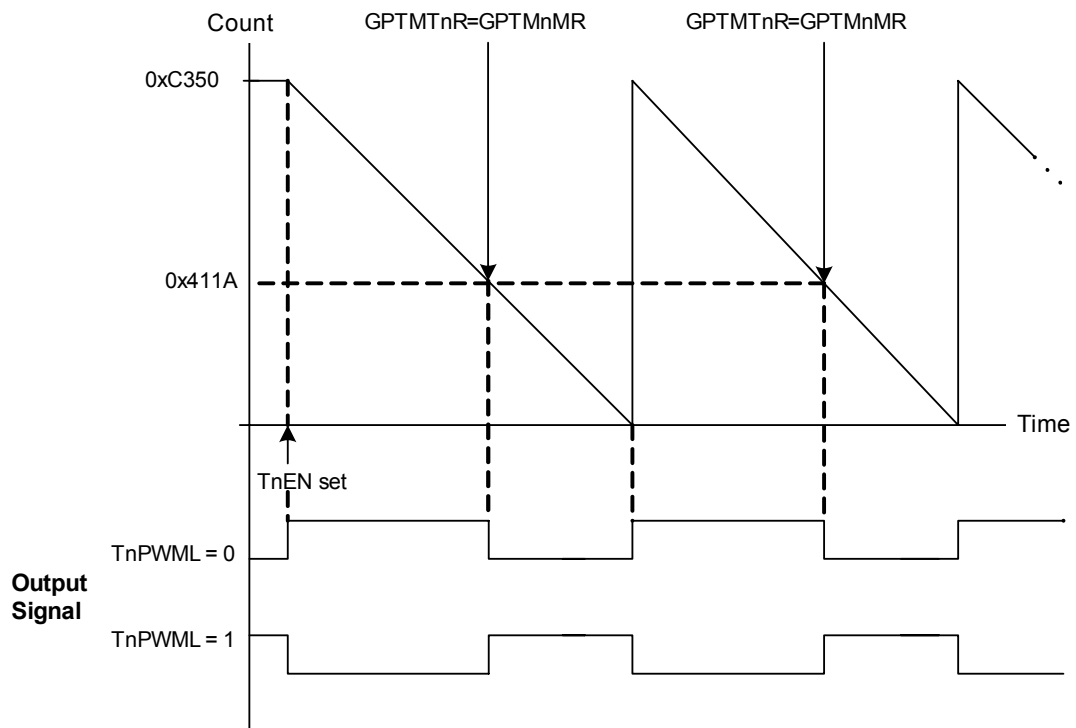 Count
GPTMTnR=GPTMnMR
GPTMTnR=GPTMnMR
0xC350
0x411A
Time
TnEN set
TnPWML = 0
Output
Signal
TnPWML = 1